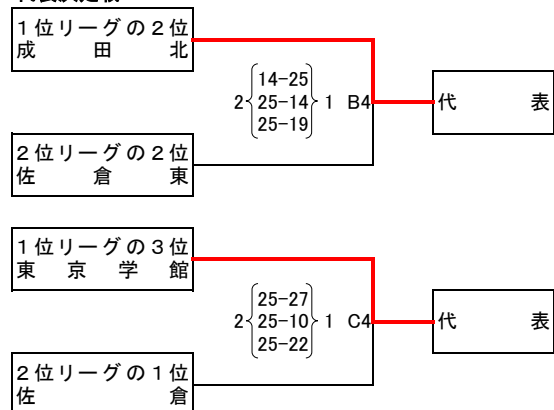 1位リーグの2位
成田北
14-25
2 25-14 1 B4
25-19
代表
2位リーグの2位
佐倉東
1位リーグの3位
東京学館
25-27
2 25-10 1 C4
25-22
代表
2位リーグの1位
佐倉